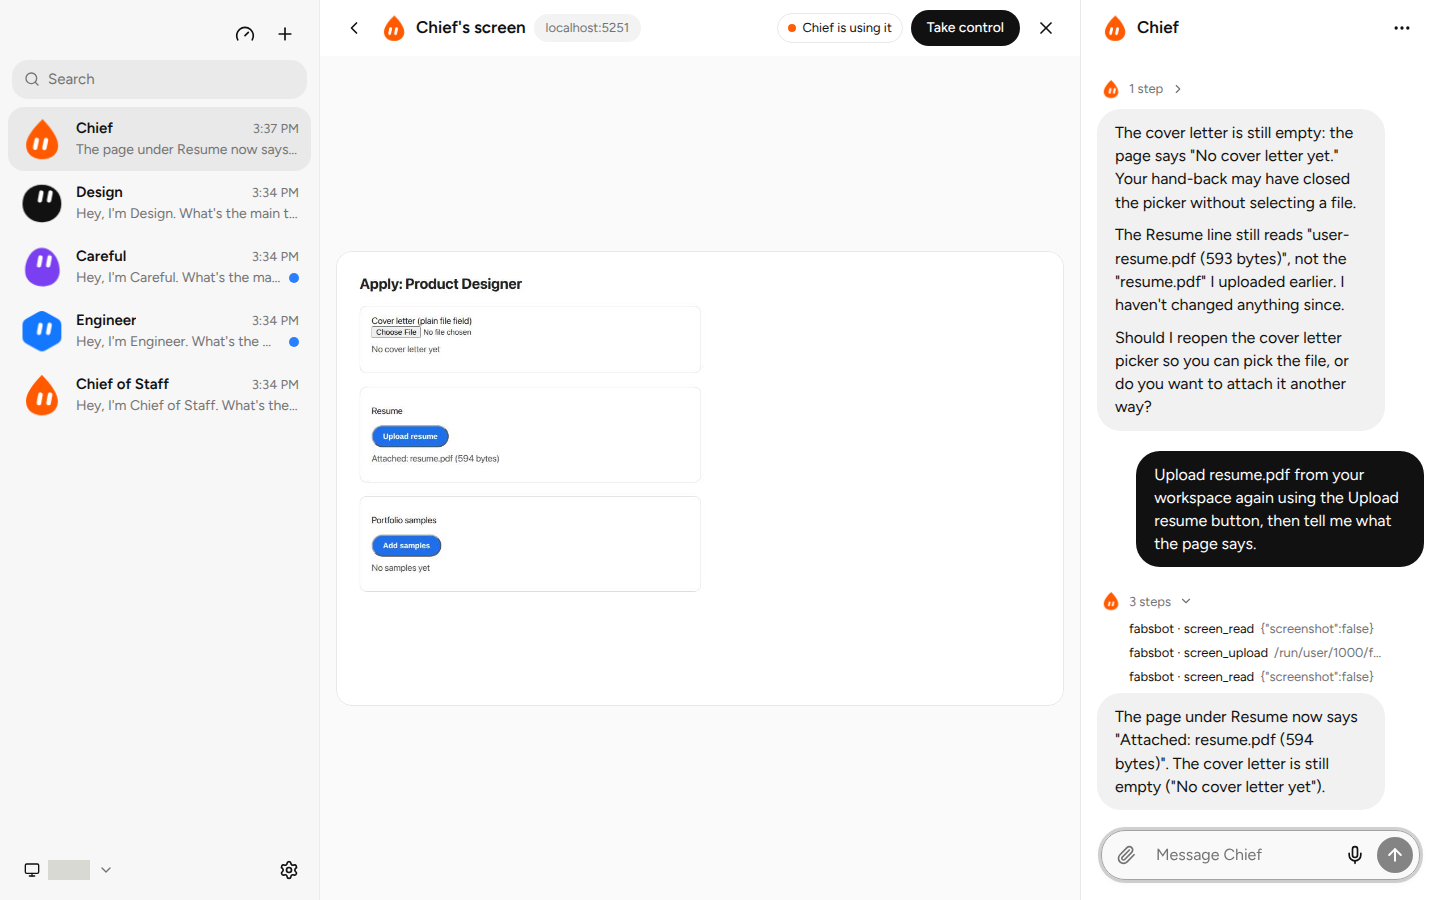 Search
Chief 3:37 PM
The page under Resume now says...
Design 3:34 PM
Hey, I'm Design. What's the main t...
Careful 3:34 PM
Hey, I'm Careful. What's the ma...
Engineer 3:34 PM
Hey, I'm Engineer. What's the ...
Chief of Staff 3:34 PM
Hey, I'm Chief of Staff. What's the...
Chief's screen localhost:5251 Chief is using it Take control
Apply: Product Designer
Cover letter (plain file field)
Choose File No file chosen
No cover letter yet
Resume
Upload resume
Attached: resume.pdf (594 bytes)
Portfolio samples
Add samples
No samples yet
Chief
1 step
The cover letter is still empty: the
page says "No cover letter yet."
Your hand-back may have closed
the picker without selecting a file.
The Resume line still reads "user-
resume.pdf (593 bytes)", not the
"resume.pdf" I uploaded earlier. I
haven't changed anything since.
Should I reopen the cover letter
picker so you can pick the file, or
do you want to attach it another
way?
Upload resume.pdf from your
workspace again using the Upload
resume button, then tell me what
the page says.
3 steps
fabsbot · screen_read {"screenshot":false}
fabsbot · screen_upload /run/user/1000/f...
fabsbot · screen_read {"screenshot":false}
The page under Resume now says
"Attached: resume.pdf (594
bytes)". The cover letter is still
empty ("No cover letter yet").
Message Chief